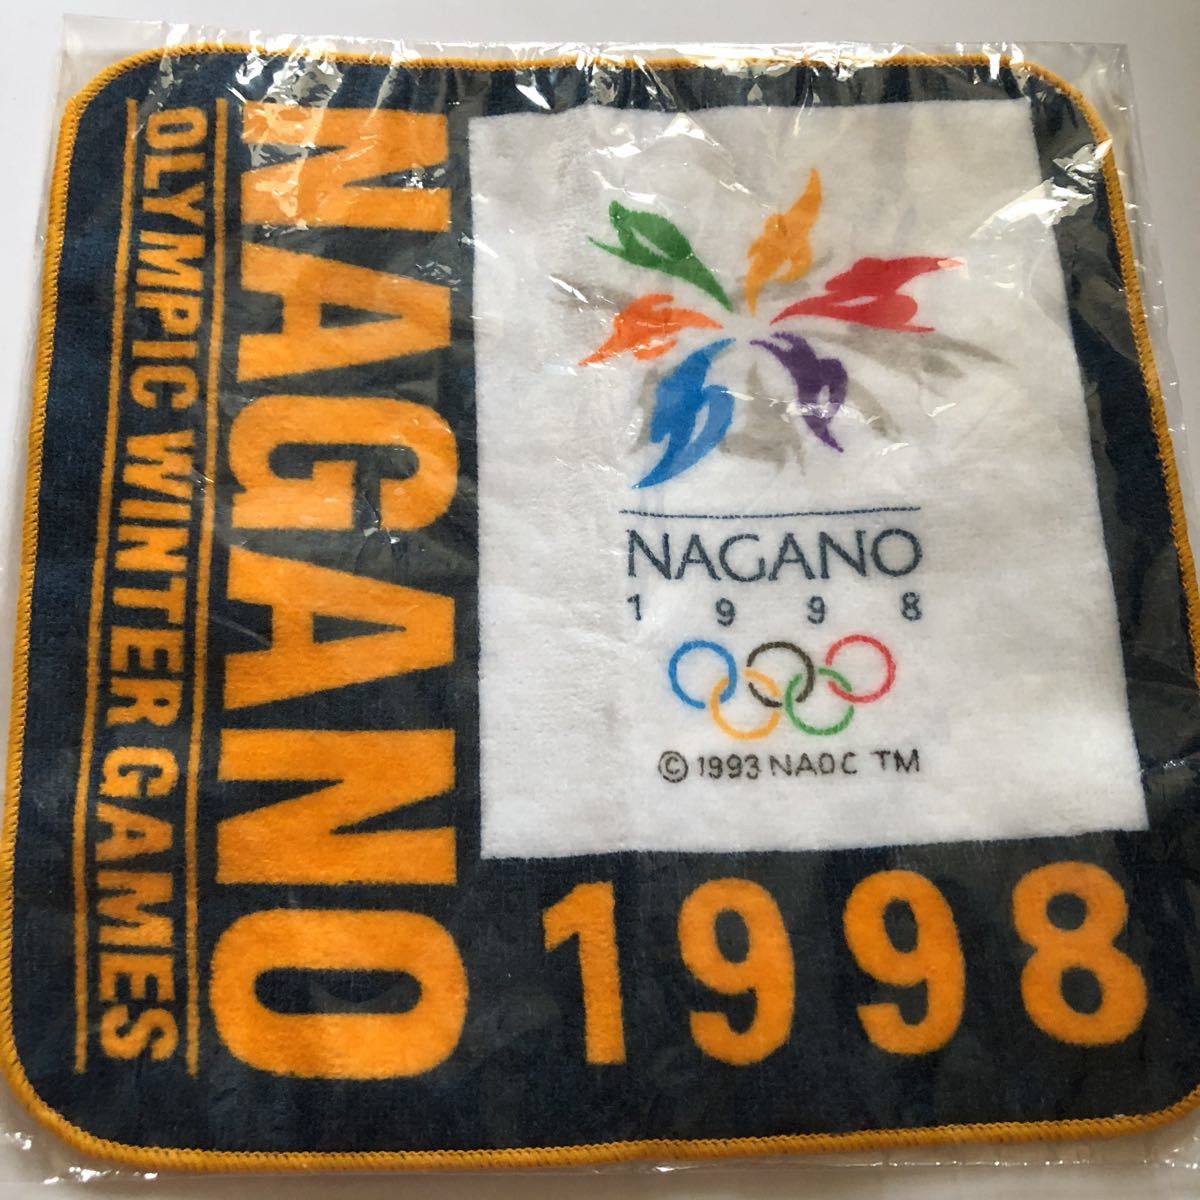 NAGANO
OLYMPIC WINTER GAMES
NAGANO
1998
© 1993 NAOC TM
1998